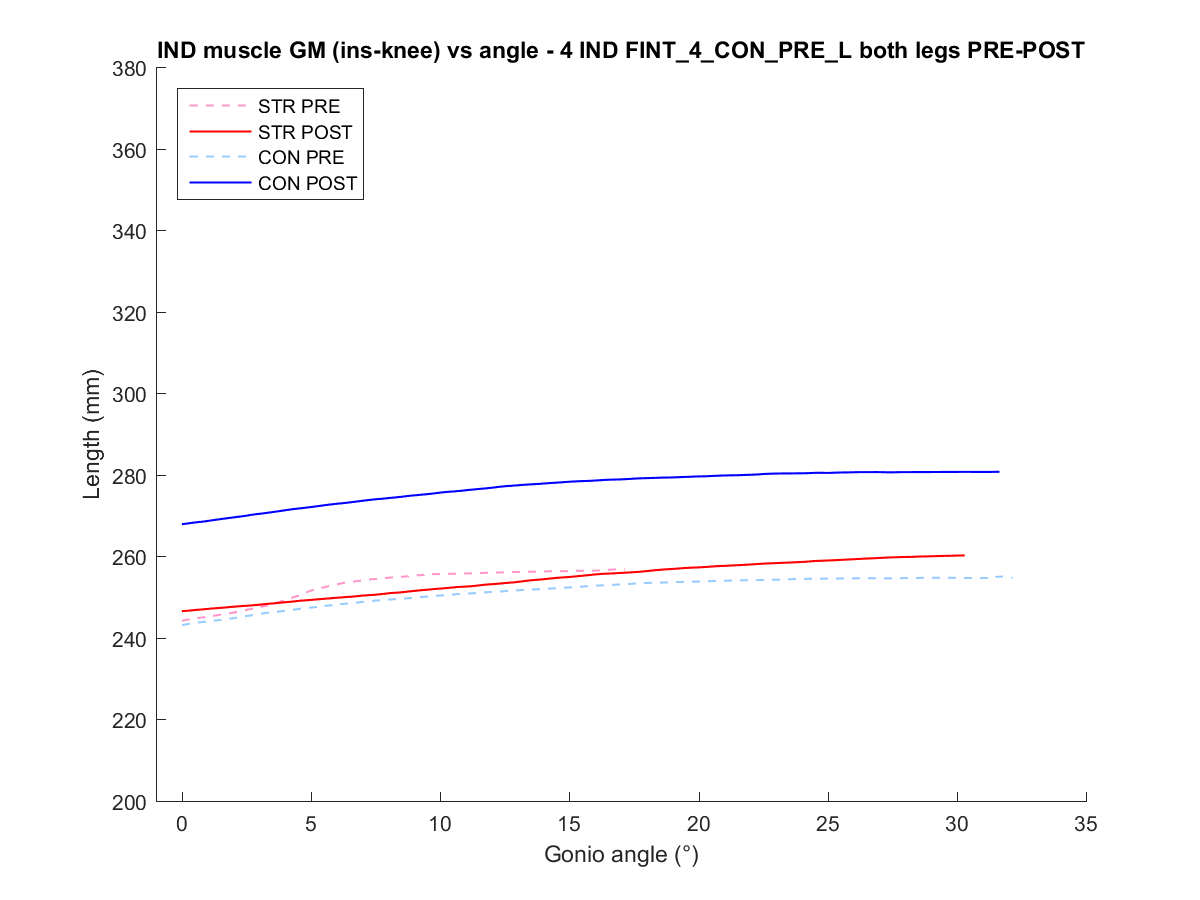 IND muscle GM (ins-knee) vs angle - 4 IND FINT_4_CON_PRE_L both legs PRE-POST
380
360
340
320
300
280
260
240
220
200
Length (mm)
STR PRE
STR POST
CON PRE
CON POST
0 5 10 15 20 25 30 35
Gonio angle (°)